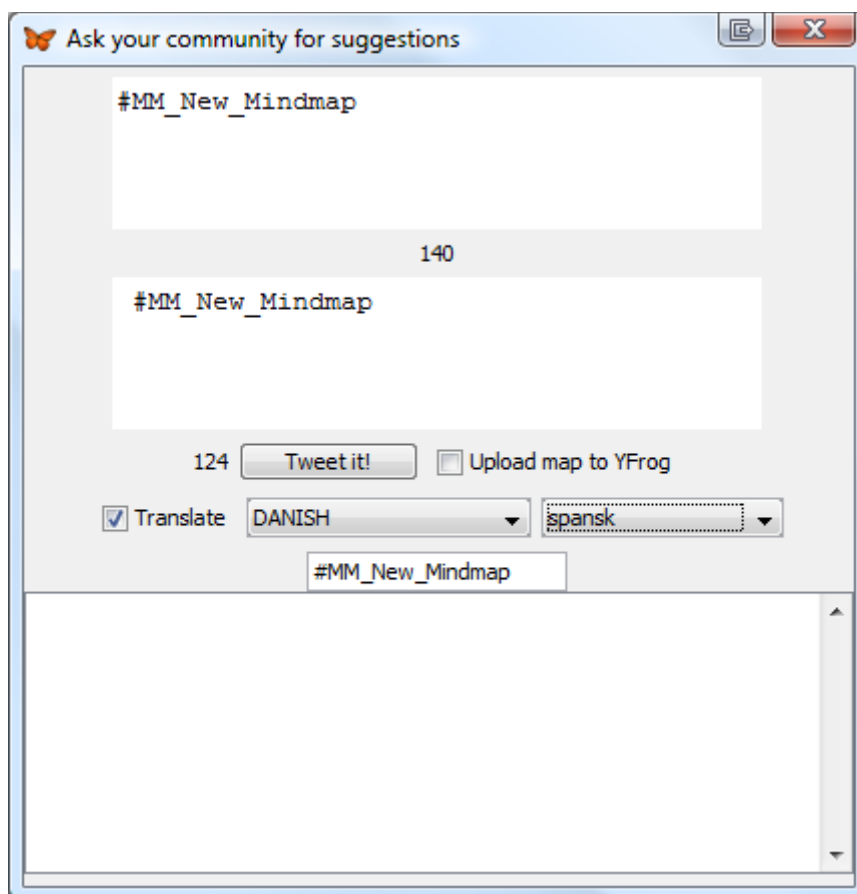 Ask your community for suggestions
#MM_New_Mindmap
140
#MM_New_Mindmap
124 Tweet it! Upload map to YFrog
Translate DANISH spansk
#MM_New_Mindmap